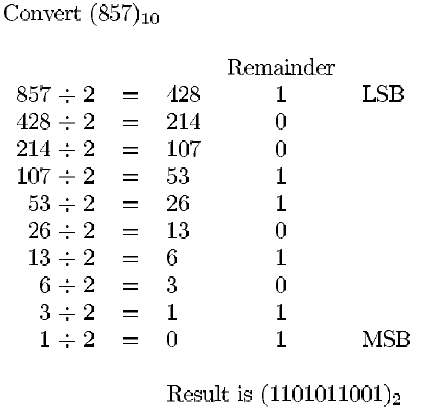 Convert (857)₁₀
Remainder
857 ÷ 2 = 428 1 LSB
428 ÷ 2 = 214 0
214 ÷ 2 = 107 0
107 ÷ 2 = 53 1
53 ÷ 2 = 26 1
26 ÷ 2 = 13 0
13 ÷ 2 = 6 1
6 ÷ 2 = 3 0
3 ÷ 2 = 1 1
1 ÷ 2 = 0 1 MSB
Result is (1101011001)₂